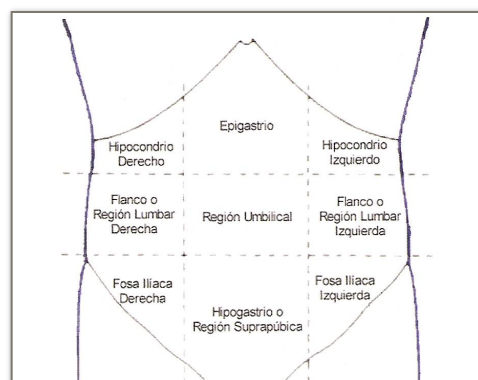 Epigastrio
Hipocondrio
Derecho
Hipocondrio
Izquierdo
Flanco o
Región Lumbar
Derecha
Región Umbilical
Flanco o
Región Lumbar
Izquierda
Fosa Ilíaca
Derecha
Hipogastrio o
Región Suprapúbica
Fosa Ilíaca
Izquierda